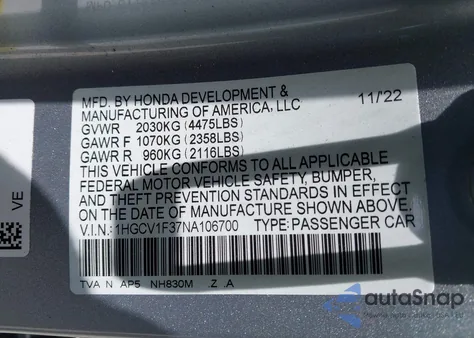 MFD. BY HONDA DEVELOPMENT &
MANUFACTURING OF AMERICA, LLC 11/'22
GVWR 2030KG (4475LBS)
GAWR F 1070KG (2358LBS)
GAWR R 960KG (2116LBS)
THIS VEHICLE CONFORMS TO ALL APPLICABLE
FEDERAL MOTOR VEHICLE SAFETY, BUMPER,
AND THEFT PREVENTION STANDARDS IN EFFECT
ON THE DATE OF MANUFACTURE SHOWN ABOVE.
V.I.N.: 1HGCV1F37NA106700 TYPE: PASSENGER CAR
TVA N AP5 NH830M .Z .A
VE
autoSnap